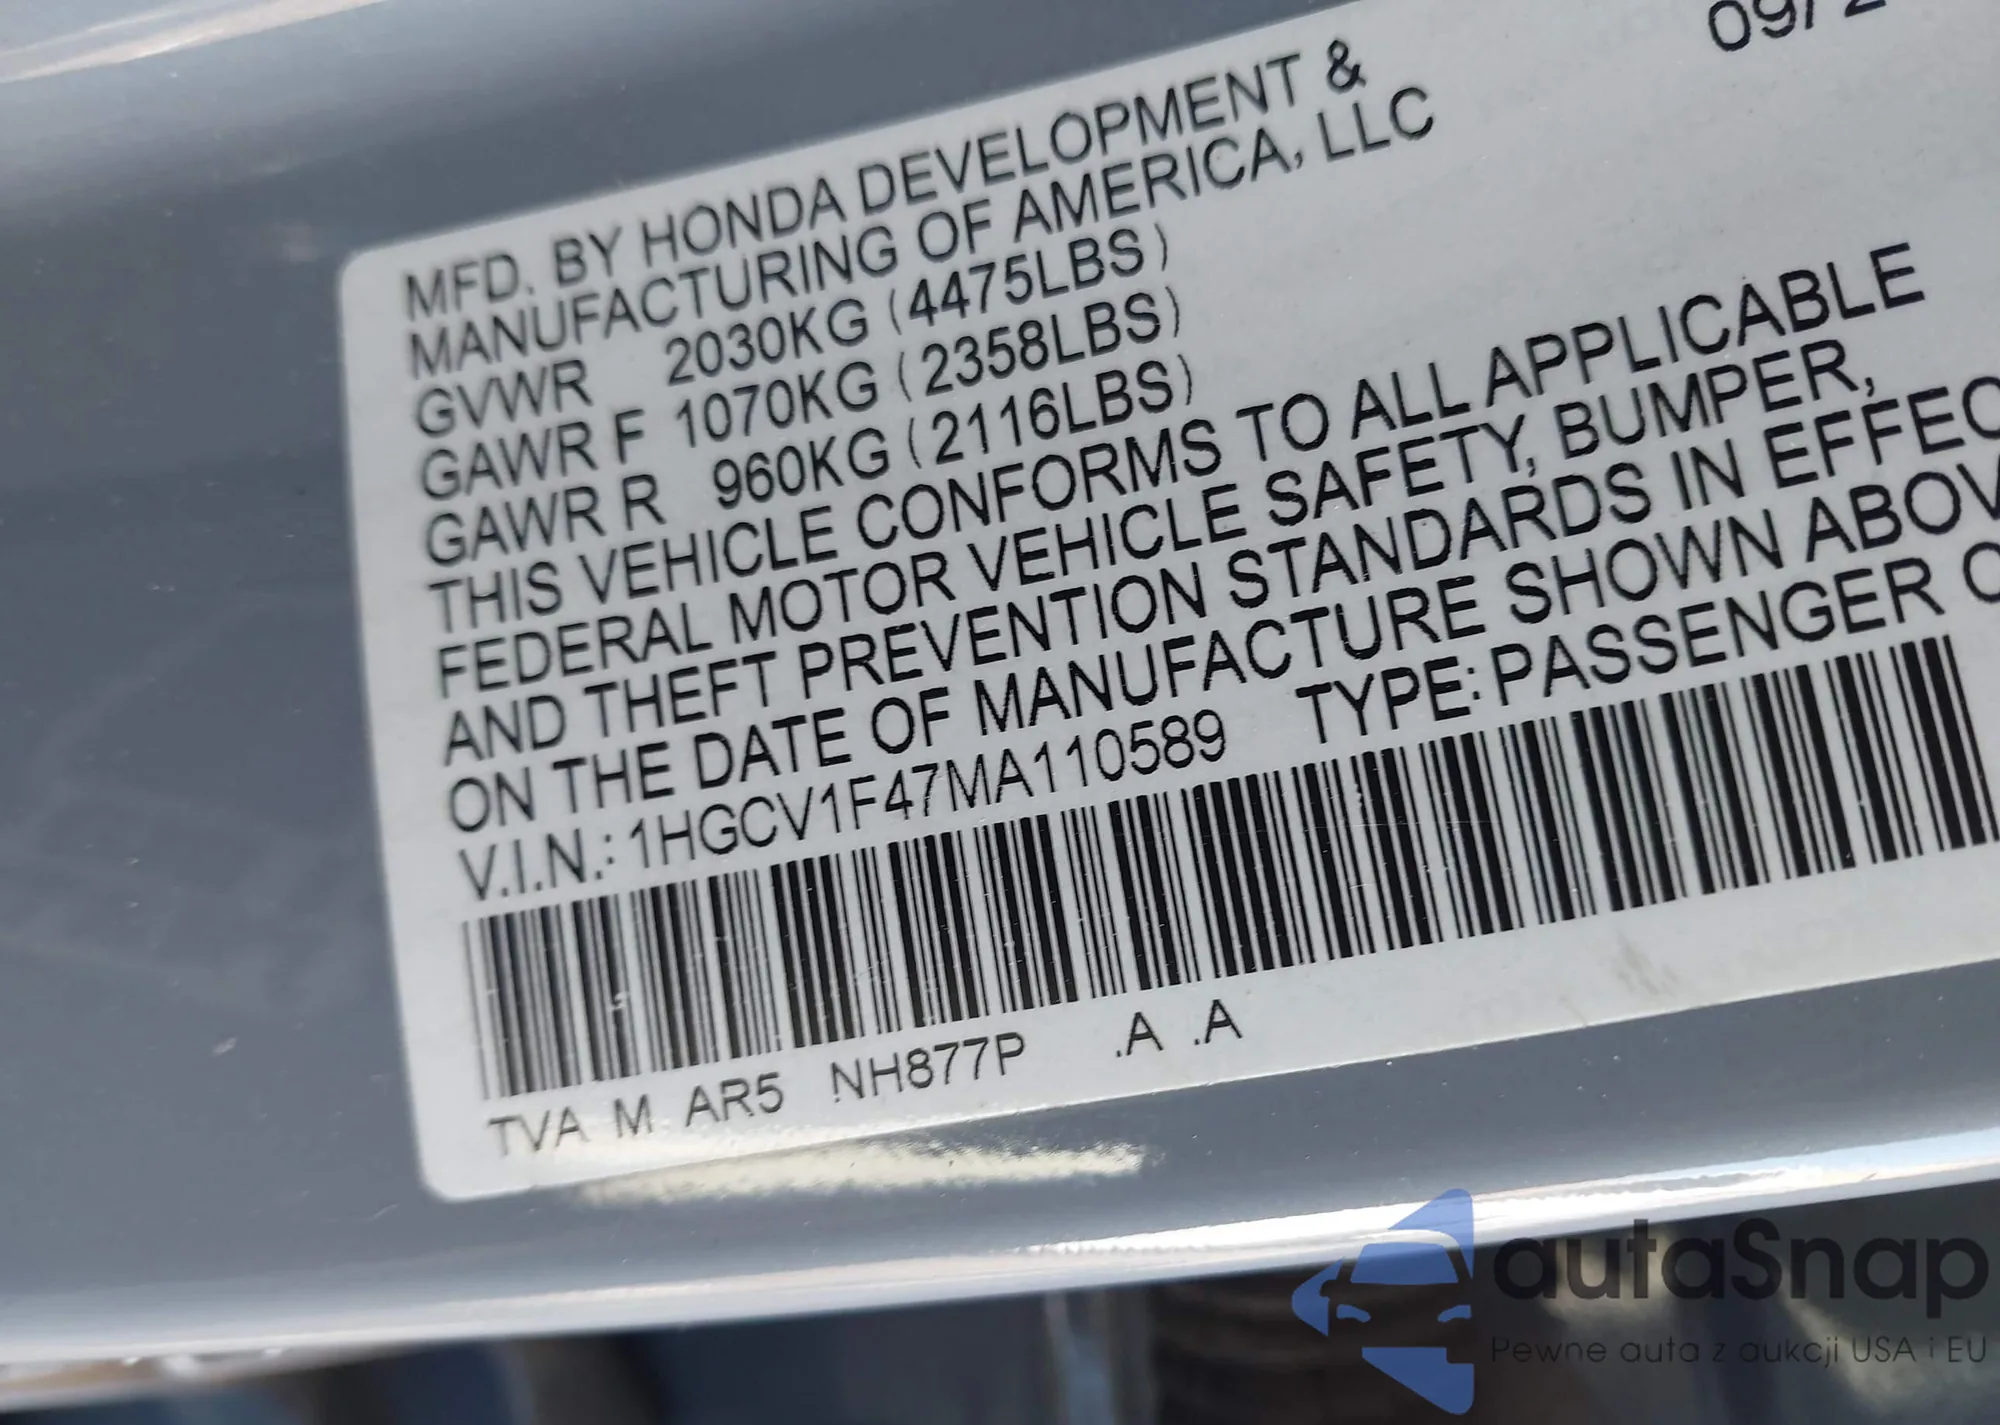 09/2
MFD. BY HONDA DEVELOPMENT &
MANUFACTURING OF AMERICA, LLC
GVWR 2030KG (4475LBS)
GAWR F 1070KG (2358LBS)
GAWR R 960KG (2116LBS)
THIS VEHICLE CONFORMS TO ALL APPLICABLE
FEDERAL MOTOR VEHICLE SAFETY, BUMPER,
AND THEFT PREVENTION STANDARDS IN EFFEC
ON THE DATE OF MANUFACTURE SHOWN ABOV
V.I.N.: 1HGCV1F47MA110589 TYPE: PASSENGER C
TVA M AR5 NH877P .A .A
autaSnap
Pewne auta z aukcji USA i EU